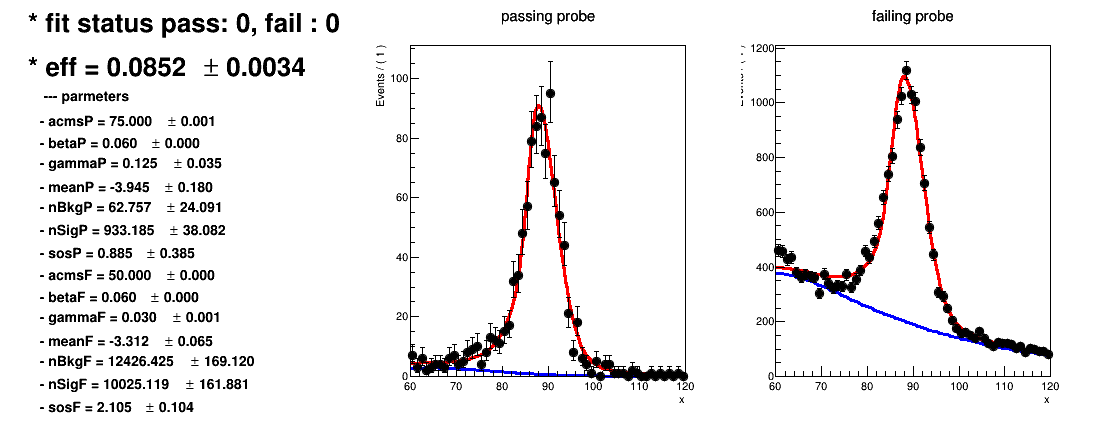 * fit status pass: 0, fail : 0
* eff = 0.0852 ± 0.0034
--- parmeters
- acmsP = 75.000 ± 0.001
- betaP = 0.060 ± 0.000
- gammaP = 0.125 ± 0.035
- meanP = -3.945 ± 0.180
- nBkgP = 62.757 ± 24.091
- nSigP = 933.185 ± 38.082
- sosP = 0.885 ± 0.385
- acmsF = 50.000 ± 0.000
- betaF = 0.060 ± 0.000
- gammaF = 0.030 ± 0.001
- meanF = -3.312 ± 0.065
- nBkgF = 12426.425 ± 169.120
- nSigF = 10025.119 ± 161.881
- sosF = 2.105 ± 0.104
passing probe
Events / ( 1 )
100
80
60
40
20
0
60 70 80 90 100 110 120
x
failing probe
1200
1000
800
600
400
200
0
60 70 80 90 100 110 120
x